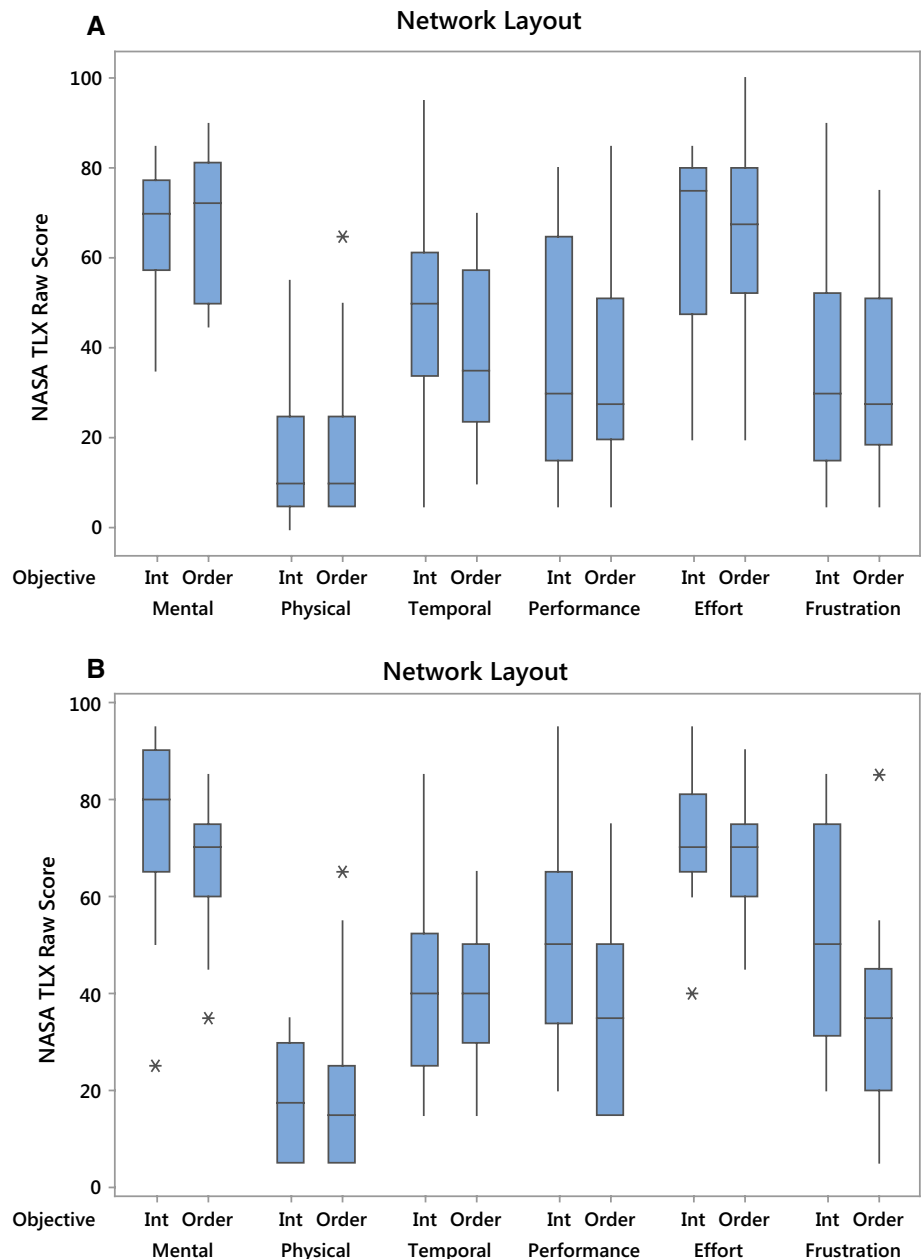 A
Network Layout
NASA TLX Raw Score
100
80
60
40
20
0
Objective Int Order Int Order Int Order Int Order Int Order Int Order
Mental Physical Temporal Performance Effort Frustration
B
Network Layout
NASA TLX Raw Score
100
80
60
40
20
0
Objective Int Order Int Order Int Order Int Order Int Order Int Order
Mental Physical Temporal Performance Effort Frustration